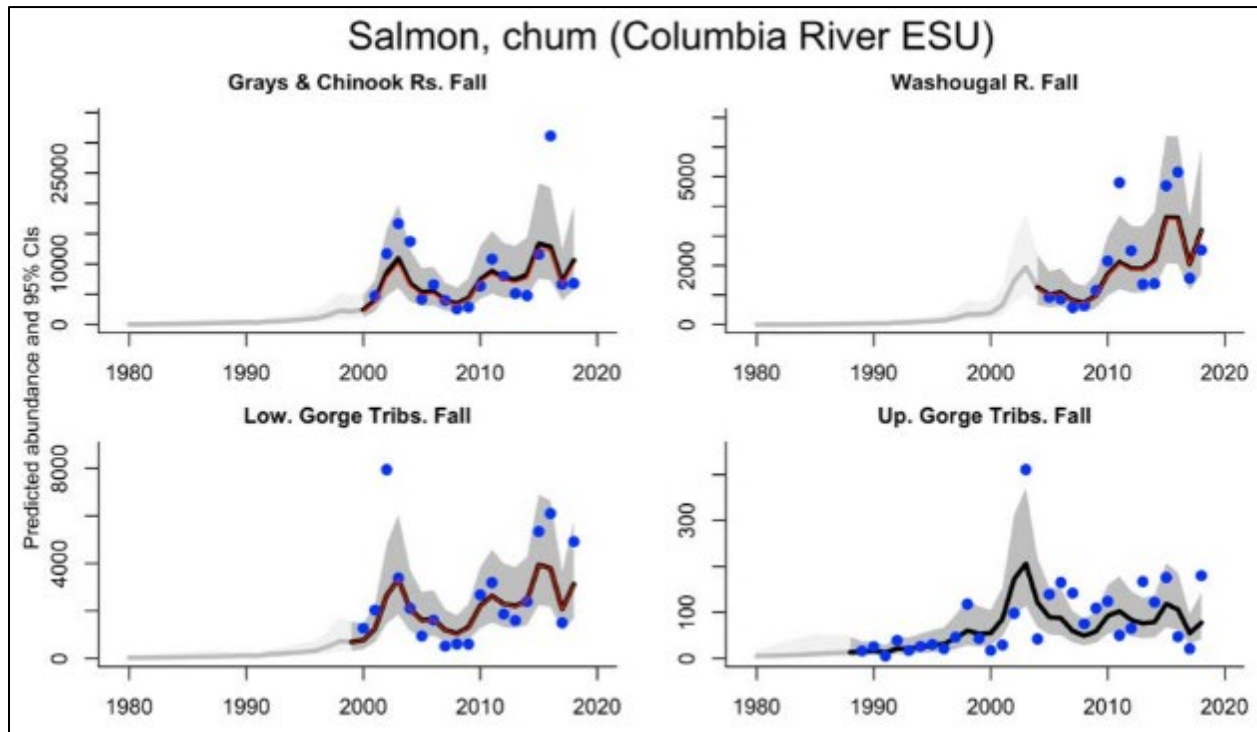 Salmon, chum (Columbia River ESU)
Predicted abundance and 95% CIs
Grays & Chinook Rs. Fall
25000
10000
0
1980 1990 2000 2010 2020
Washougal R. Fall
5000
2000
0
1980 1990 2000 2010 2020
Low. Gorge Tribs. Fall
8000
4000
0
1980 1990 2000 2010 2020
Up. Gorge Tribs. Fall
300
100
0
1980 1990 2000 2010 2020